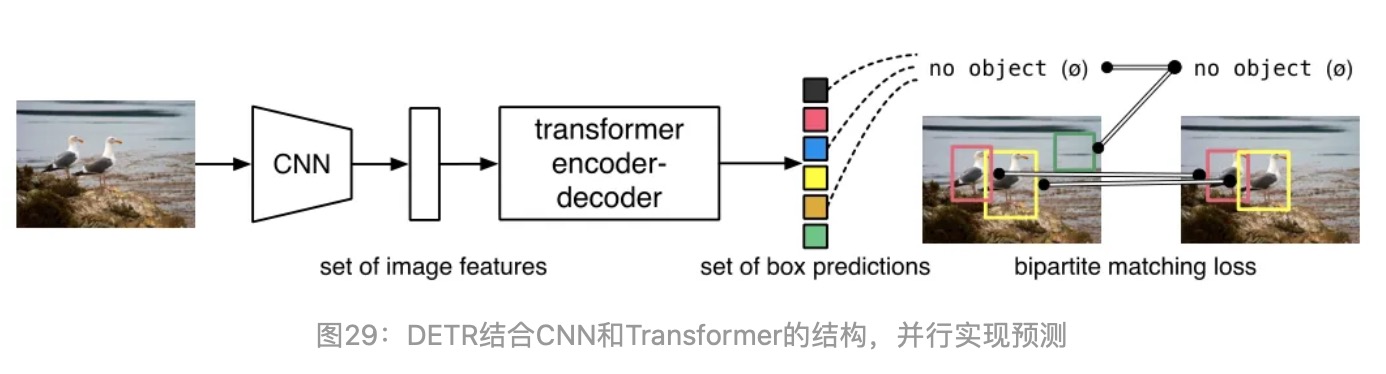 no object (ø)
no object (ø)
CNN
transformer
encoder-
decoder
set of image features
set of box predictions
bipartite matching loss
图29：DETR结合CNN和Transformer的结构，并行实现预测